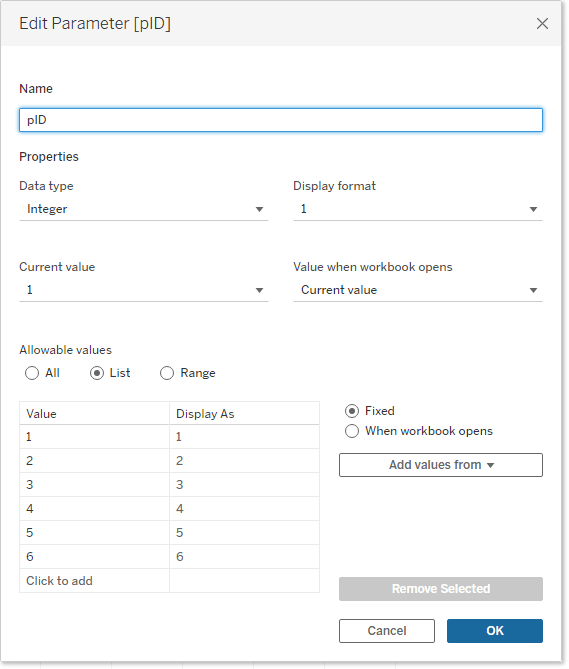 Edit Parameter [pID]
Name
pID
Properties
Data type
Display format
Integer
1
Current value
Value when workbook opens
1
Current value
Allowable values
All
List
Range
Value
Display As
1
1
2
2
3
3
4
4
5
5
6
6
Click to add
Fixed
When workbook opens
Add values from
Remove Selected
Cancel
OK